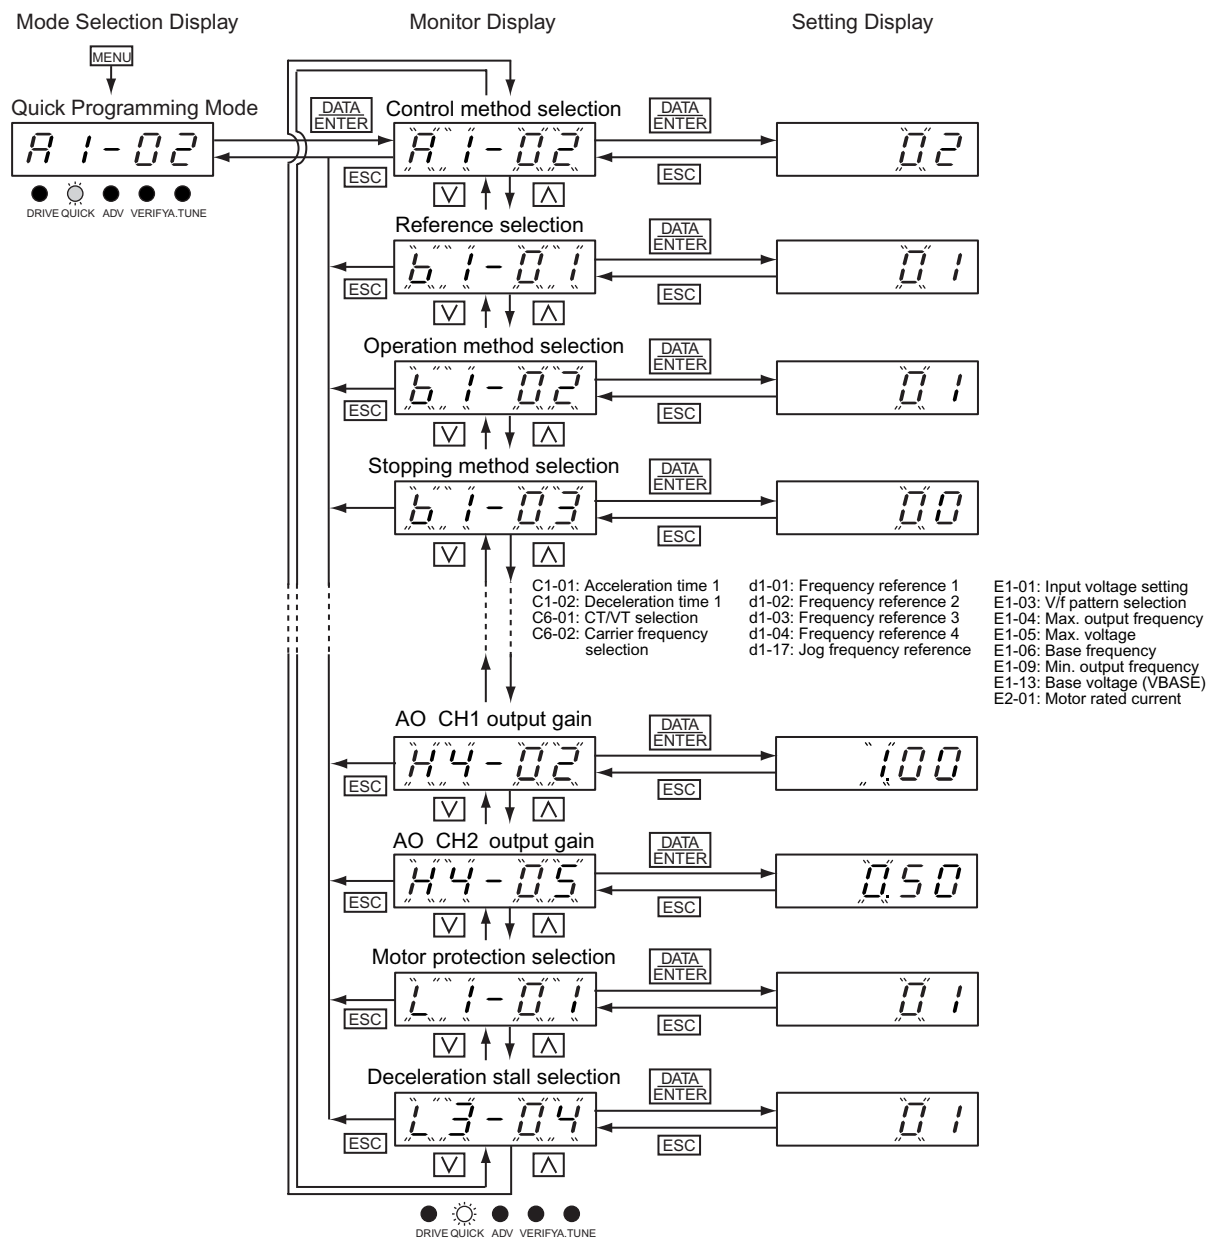 Mode Selection Display
Monitor Display
Setting Display
MENU
Quick Programming Mode
A1-02
DRIVE QUICK ADV VERIFY A.TUNE
DATA
ENTER
ESC
Control method selection
A1-02
DATA
ENTER
ESC
02
Reference selection
b1-01
ESC
DATA
ENTER
ESC
01
Operation method selection
b1-02
ESC
DATA
ENTER
ESC
01
Stopping method selection
b1-03
DATA
ENTER
ESC
00
C1-01: Acceleration time 1
C1-02: Deceleration time 1
C6-01: CT/VT selection
C6-02: Carrier frequency
selection
d1-01: Frequency reference 1
d1-02: Frequency reference 2
d1-03: Frequency reference 3
d1-04: Frequency reference 4
d1-17: Jog frequency reference
E1-01: Input voltage setting
E1-03: V/f pattern selection
E1-04: Max. output frequency
E1-05: Max. voltage
E1-06: Base frequency
E1-09: Min. output frequency
E1-13: Base voltage (VBASE)
E2-01: Motor rated current
AO CH1 output gain
H4-02
ESC
DATA
ENTER
ESC
1.00
AO CH2 output gain
H4-05
ESC
DATA
ENTER
ESC
0.50
Motor protection selection
L1-01
ESC
DATA
ENTER
ESC
01
Deceleration stall selection
L3-04
ESC
DATA
ENTER
ESC
01
DRIVE QUICK ADV VERIFY A.TUNE